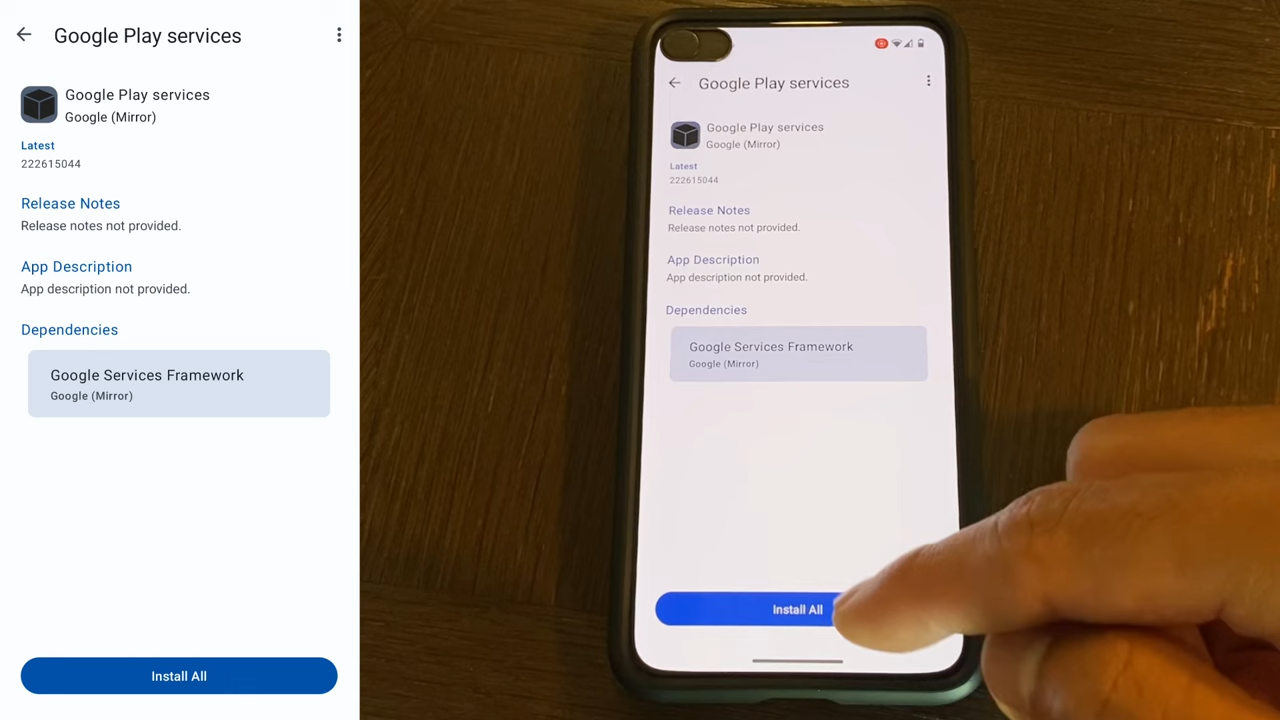 Google Play services
Google Play services
Google (Mirror)
Latest
222615044
Release Notes
Release notes not provided.
App Description
App description not provided.
Dependencies
Google Services Framework
Google (Mirror)
Install All
Google Play services
Google Play services
Google (Mirror)
Latest
222615044
Release Notes
Release notes not provided.
App Description
App description not provided.
Dependencies
Google Services Framework
Google (Mirror)
Install All